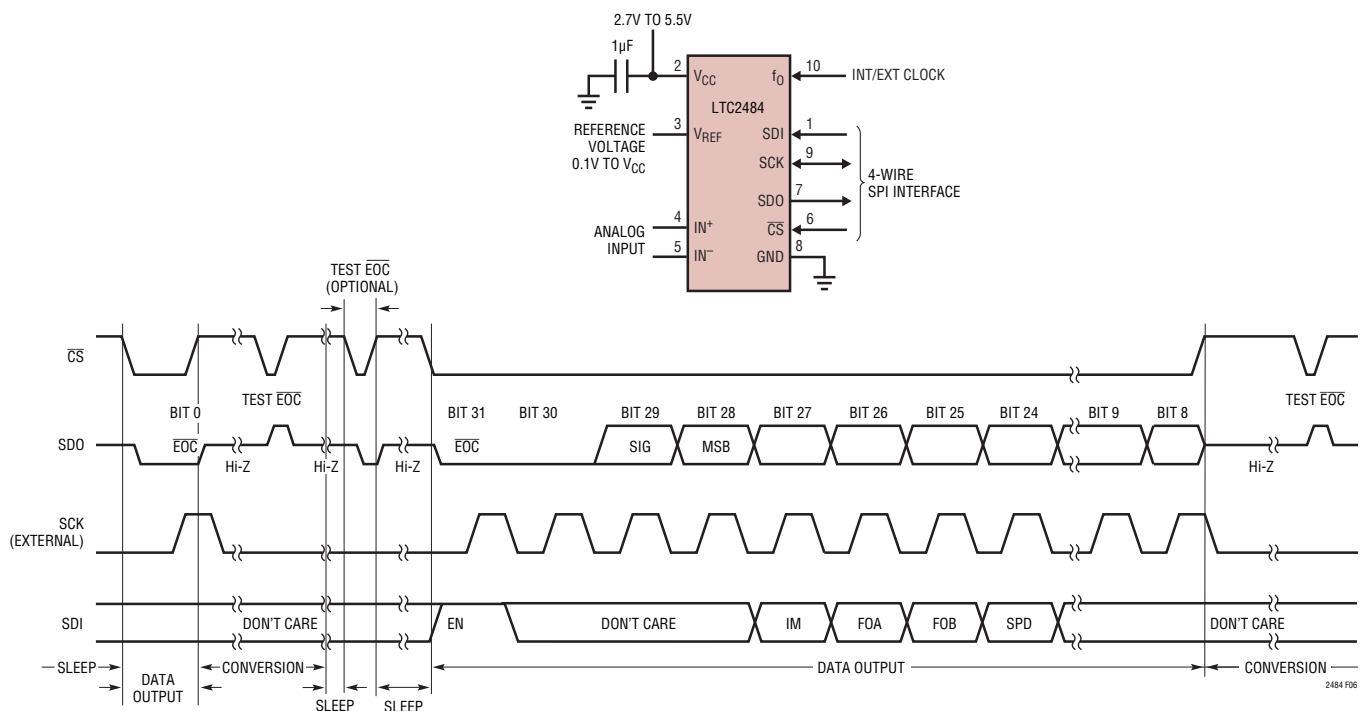 2.7V TO 5.5V
1µF
2
VCC
fO
10
INT/EXT CLOCK
LTC2484
REFERENCE
VOLTAGE
0.1V TO VCC
3
VREF
SDI
1
SCK
9
SDO
7
CS
6
4-WIRE
SPI INTERFACE
ANALOG
INPUT
4
IN+
5
IN–
GND
8
TEST EOC
(OPTIONAL)
CS
TEST EOC
TEST EOC
BIT 0
BIT 31
BIT 30
BIT 29
BIT 28
BIT 27
BIT 26
BIT 25
BIT 24
BIT 9
BIT 8
SDO
EOC
Hi-Z
Hi-Z
Hi-Z
EOC
SIG
MSB
Hi-Z
SCK
(EXTERNAL)
SDI
DON'T CARE
EN
DON'T CARE
IM
FOA
FOB
SPD
DON'T CARE
SLEEP
DATA
OUTPUT
CONVERSION
SLEEP
SLEEP
DATA OUTPUT
CONVERSION
2484 F06